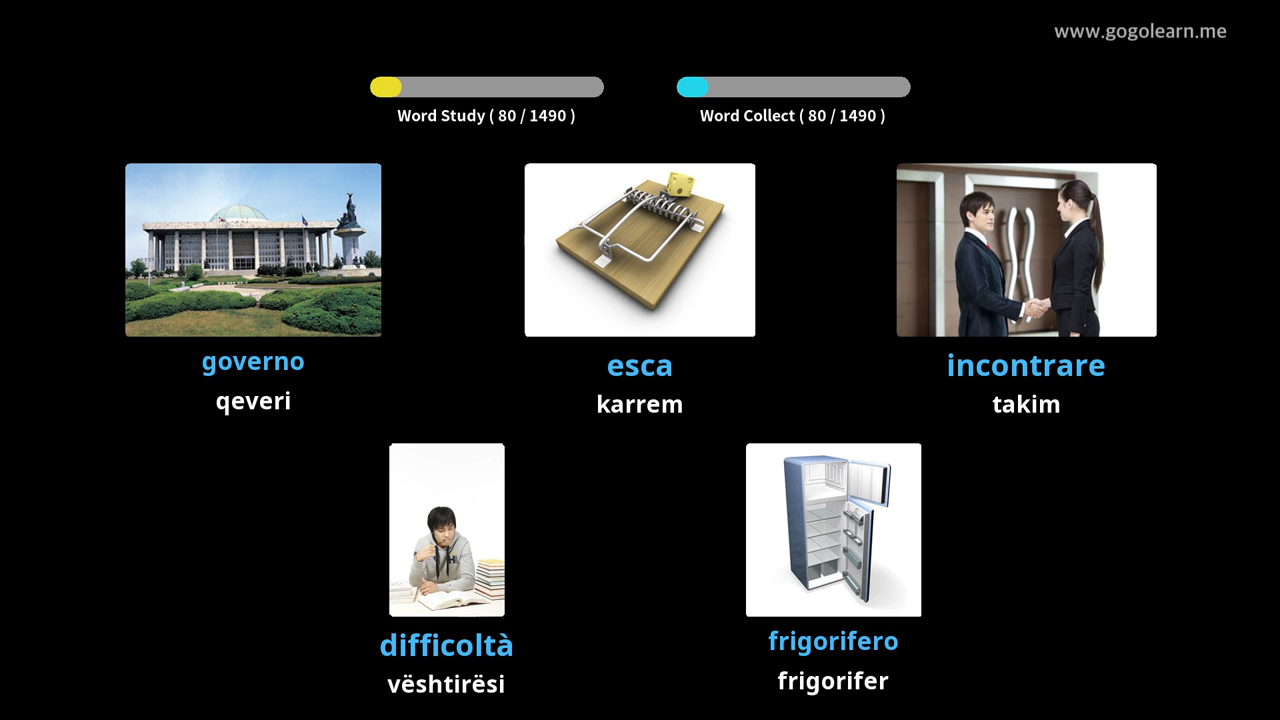 www.gogolearn.me
Word Study ( 80 / 1490 )
Word Collect ( 80 / 1490 )
governo
qeveri
esca
karrem
incontrare
takim
difficoltà
vështirësi
frigorifero
frigorifer